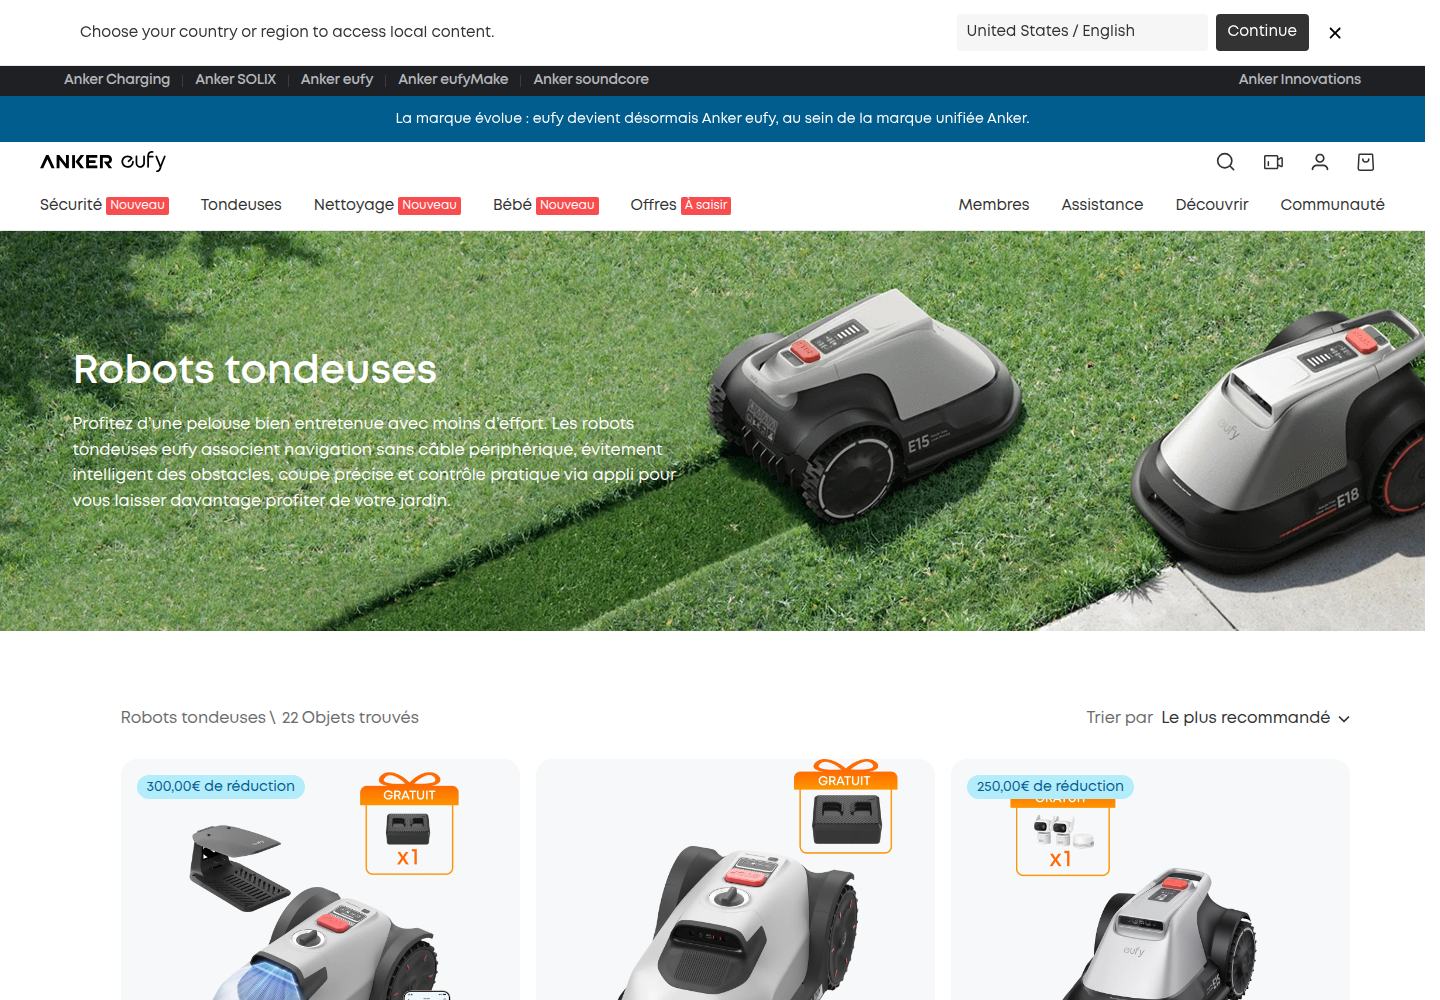 Choose your country or region to access local content.
United States / English
Continue
Anker Charging
Anker SOLIX
Anker eufy
Anker eufyMake
Anker soundcore
Anker Innovations
La marque évolue : eufy devient désormais Anker eufy, au sein de la marque unifiée Anker.
ANKER eufy
Sécurité Nouveau
Tondeuses
Nettoyage Nouveau
Bébé Nouveau
Offres À saisir
Membres
Assistance
Découvrir
Communauté
Robots tondeuses
Profitez d'une pelouse bien entretenue avec moins d'effort. Les robots
tondeuses eufy associent navigation sans câble périphérique, évitement
intelligent des obstacles, coupe précise et contrôle pratique via appli pour
vous laisser davantage profiter de votre jardin.
E15
eufy
E18
Robots tondeuses \ 22 Objets trouvés
Trier par Le plus recommandé
300,00€ de réduction
GRATUIT
x1
GRATUIT
250,00€ de réduction
GRATUIT
x1
eufy